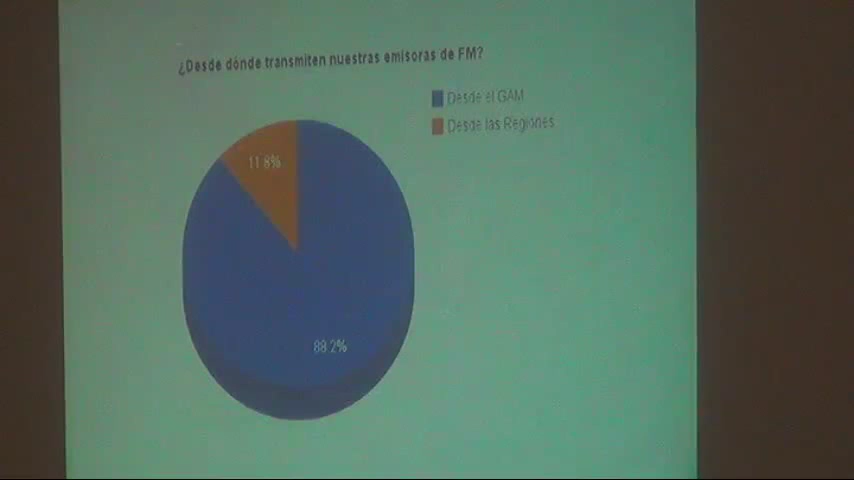 ¿Desde dónde transmiten nuestras emisoras de FM?
Desde el GAM
Desde las Regiones
11.8%
88.2%